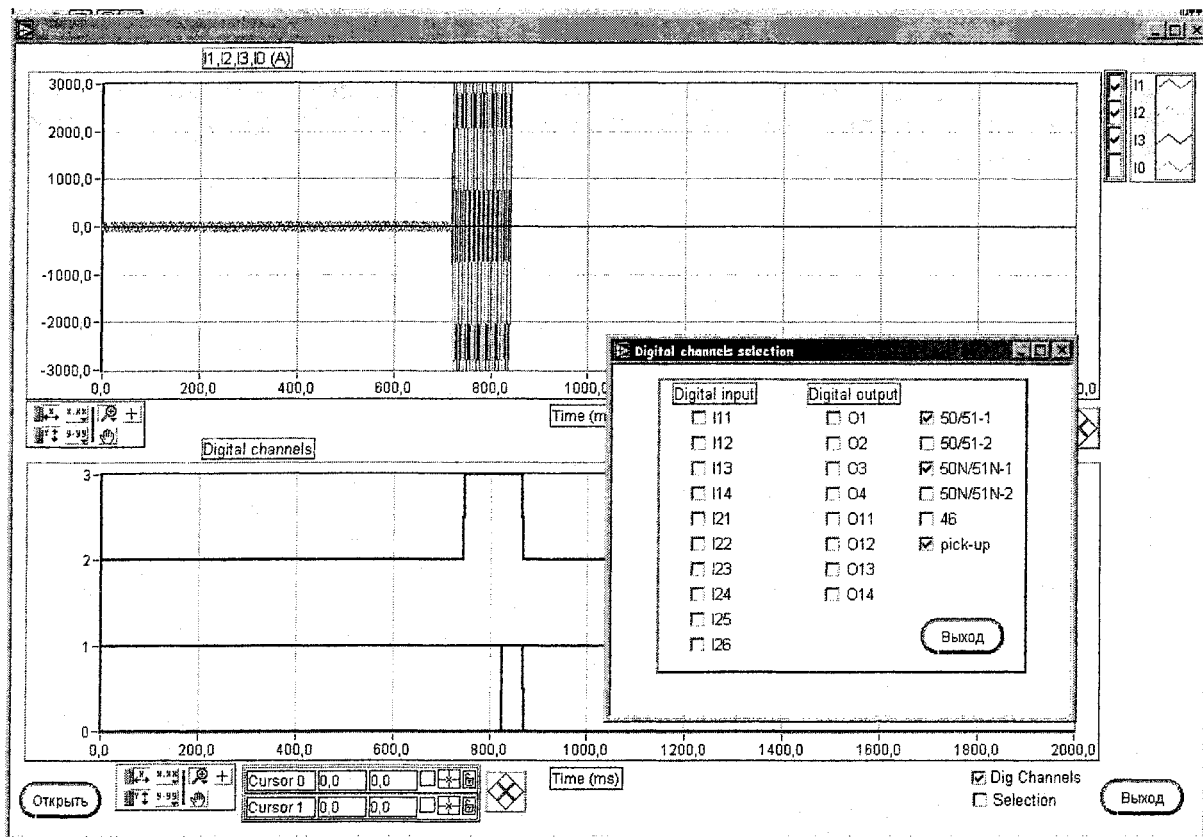 I1,I2,I3,I0 (A)
3000,0
2000,0
1000,0
0,0
-1000,0
-2000,0
-3000,0
0,0 200,0 400,0 600,0 800,0 1000,0
Time (m
I1
I2
I3
I0
Digital channels selection
Digital input Digital output
I11 O1 50/51-1
I12 O2 50/51-2
I13 O3 50N/51N-1
I14 O4 50N/51N-2
I21 O11 46
I22 O12 pick-up
I23 O13
I24 O14
I25
I26
Выход
Digital channels
3
2
1
0
0,0 200,0 400,0 600,0 800,0 1000,0 1200,0 1400,0 1600,0 1800,0 2000,0
Time (ms)
Открыть
Cursor 0 0,0 0,0
Cursor 1 0,0 0,0
Dig Channels
Selection
Выход